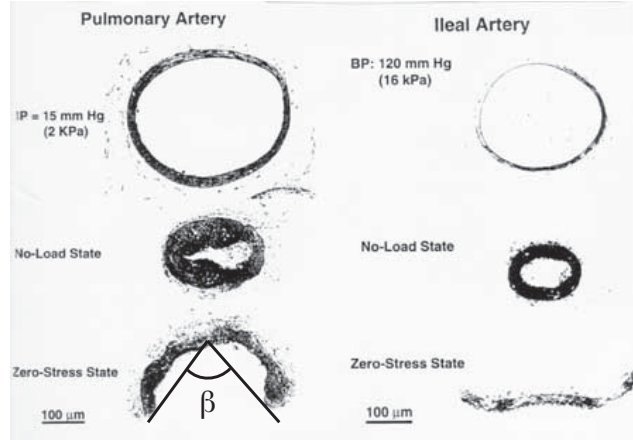 Pulmonary Artery
Ileal Artery
BP: 120 mm Hg
(16 kPa)
IP = 15 mm Hg
(2 KPa)
No-Load State
No-Load State
Zero-Stress State
Zero-Stress State
β
100 μm
100 μm